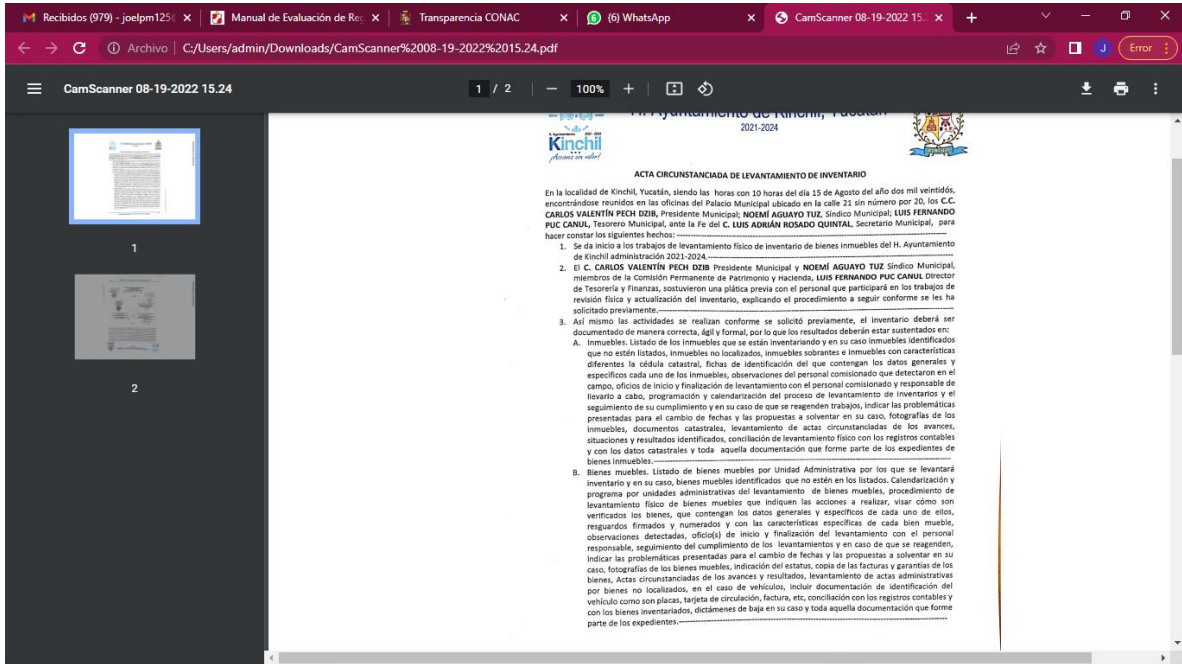 Recibidos (979) - joelpm125
Manual de Evaluación de Reg
Transparencia CONAC
(6) WhatsApp
CamScanner 08-19-2022 15.
Archivo | C:/Users/admin/Downloads/CamScanner%2008-19-2022%2015.24.pdf
J
Error
CamScanner 08-19-2022 15.24
1 / 2
100%
1
2
H. Ayuntamiento de Kinchil, Yucatán
2021-2024
Kinchil
¡Acciones con valor!
ACTA CIRCUNSTANCIADA DE LEVANTAMIENTO DE INVENTARIO
En la localidad de Kinchil, Yucatán, siendo las horas con 10 horas del día 15 de Agosto del año dos mil veintidós,
encontrándose reunidos en las oficinas del Palacio Municipal ubicado en la calle 21 sin número por 20, los C.C.
CARLOS VALENTÍN PECH DZIB, Presidente Municipal; NOEMÍ AGUAYO TUZ, Síndico Municipal; LUIS FERNANDO
PUC CANUL, Tesorero Municipal, ante la Fe del C. LUIS ADRIÁN ROSADO QUINTAL, Secretario Municipal, para
hacer constar los siguientes hechos:
1. Se da inicio a los trabajos de levantamiento físico de inventario de bienes inmuebles del H. Ayuntamiento
de Kinchil administración 2021-2024.
2. El C. CARLOS VALENTÍN PECH DZIB Presidente Municipal y NOEMÍ AGUAYO TUZ Síndico Municipal,
miembros de la Comisión Permanente de Patrimonio y Hacienda, LUIS FERNANDO PUC CANUL Director
de Tesorería y Finanzas, sostuvieron una plática previa con el personal que participará en los trabajos de
revisión física y actualización del inventario, explicando el procedimiento a seguir conforme se les ha
solicitado previamente.
3. Así mismo las actividades se realizan conforme se solicitó previamente, el inventario deberá ser
documentado de manera correcta, ágil y formal, por lo que los resultados deberán estar sustentados en:
A. Inmuebles. Listado de los inmuebles que se están inventariando y en su caso inmuebles identificados
que no estén listados, inmuebles no localizados, inmuebles sobrantes e inmuebles con características
diferentes la cédula catastral, fichas de identificación del que contengan los datos generales y
específicos cada uno de los inmuebles, observaciones del personal comisionado que detectaron en el
campo, oficios de inicio y finalización de levantamiento con el personal comisionado y responsable de
llevarlo a cabo, programación y calendarización del proceso de levantamiento de Inventarios y el
seguimiento de su cumplimiento y en su caso de que se reagenden trabajos, indicar las problemáticas
presentadas para el cambio de fechas y las propuestas a solventar en su caso, fotografías de los
inmuebles, documentos catastrales, levantamiento de actas circunstanciadas de los avances,
situaciones y resultados identificados, conciliación de levantamiento físico con los registros contables
y con los datos catastrales y toda aquella documentación que forme parte de los expedientes de
bienes inmuebles.
B. Bienes muebles. Listado de bienes muebles por Unidad Administrativa por los que se levantará
inventario y en su caso, bienes muebles identificados que no estén en los listados. Calendarización y
programa por unidades administrativas del levantamiento de bienes muebles, procedimiento de
levantamiento físico de bienes muebles que indiquen las acciones a realizar, visar cómo son
verificados los bienes, que contengan los datos generales y específicos de cada uno de ellos,
resguardos firmados y numerados y con las características específicas de cada bien mueble,
observaciones detectadas, oficio(s) de inicio y finalización del levantamiento con el personal
responsable, seguimiento del cumplimiento de los levantamientos y en caso de que se reagenden,
indicar las problemáticas presentadas para el cambio de fechas y las propuestas a solventar en su
caso, fotografías de los bienes muebles, indicación del estatus, copia de las facturas y garantías de los
bienes, Actas circunstanciadas de los avances y resultados, levantamiento de actas administrativas
por bienes no localizados, en el caso de vehículos, incluir documentación de identificación del
vehículo como son placas, tarjeta de circulación, factura, etc, conciliación con los registros contables y
con los bienes inventariados, dictámenes de baja en su caso y toda aquella documentación que forme
parte de los expedientes.